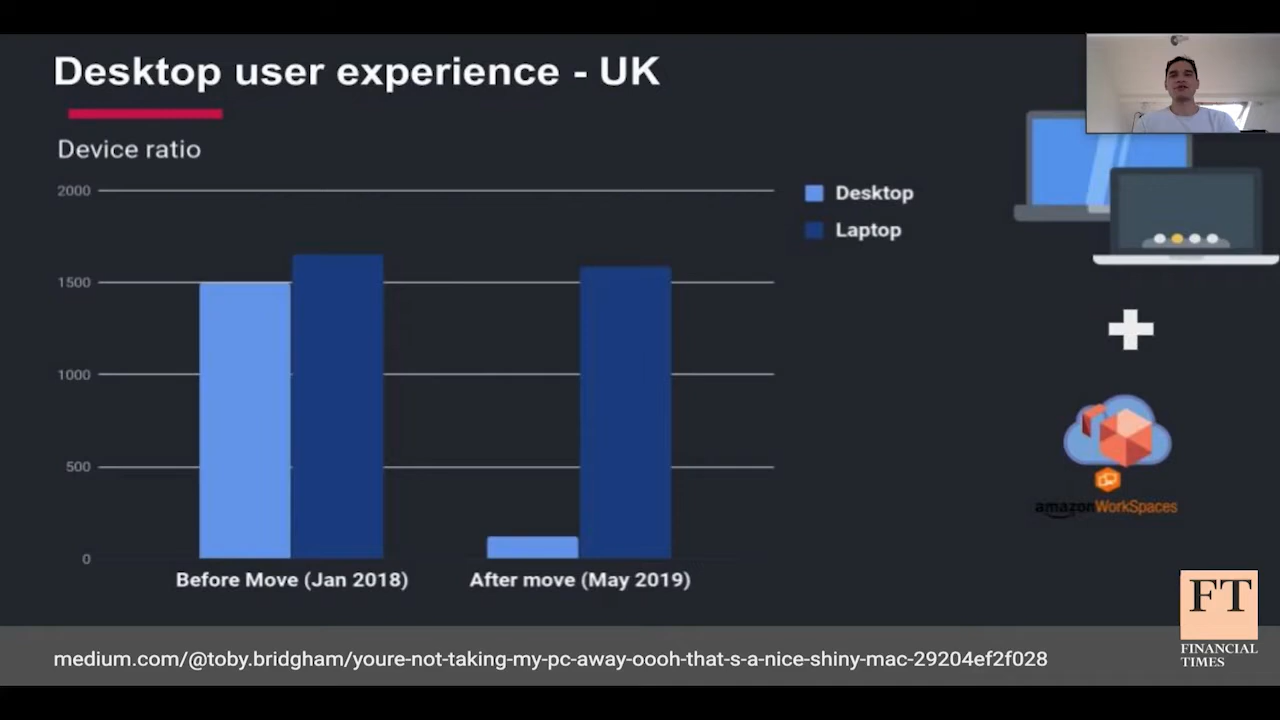 Desktop user experience - UK
Device ratio
2000
1500
1000
500
0
Desktop
Laptop
Before Move (Jan 2018)
After move (May 2019)
amazon WorkSpaces
FT
FINANCIAL
TIMES
medium.com/@toby.bridgham/youre-not-taking-my-pc-away-oooh-that-s-a-nice-shiny-mac-29204ef2f028